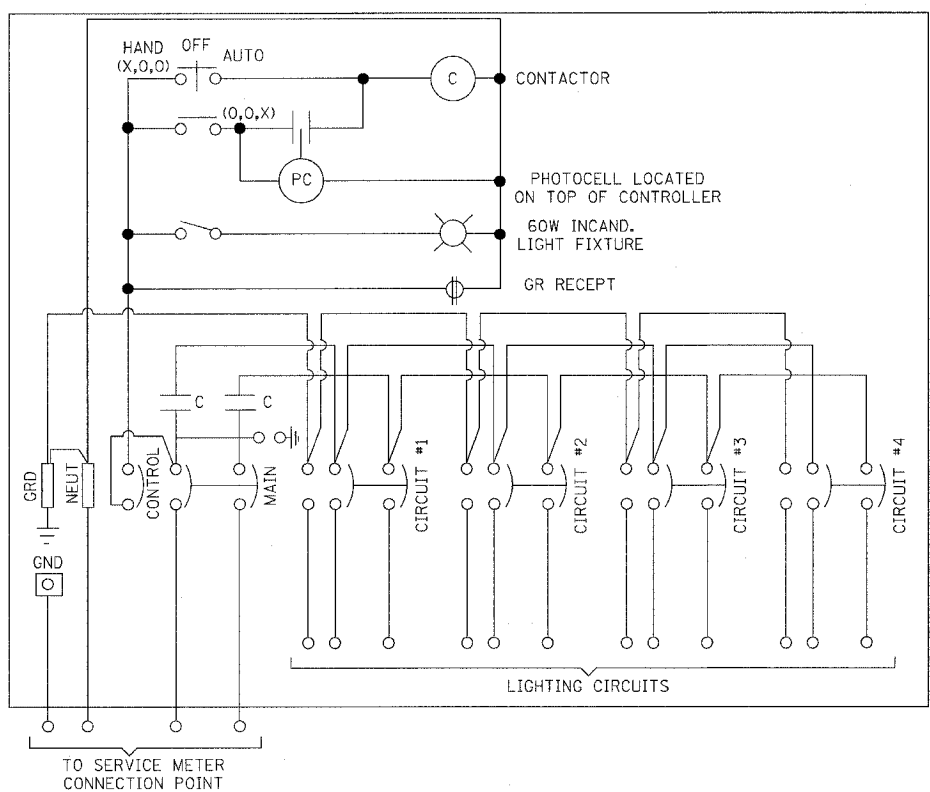 HAND OFF AUTO
(X,O,O)
C
CONTACTOR
(O,O,X)
PC
PHOTOCELL LOCATED
ON TOP OF CONTROLLER
60W INCAND.
LIGHT FIXTURE
GR RECEPT
C
C
GRD
NEUT
CONTROL
MAIN
CIRCUIT #1
CIRCUIT #2
CIRCUIT #3
CIRCUIT #4
GND
LIGHTING CIRCUITS
TO SERVICE METER
CONNECTION POINT